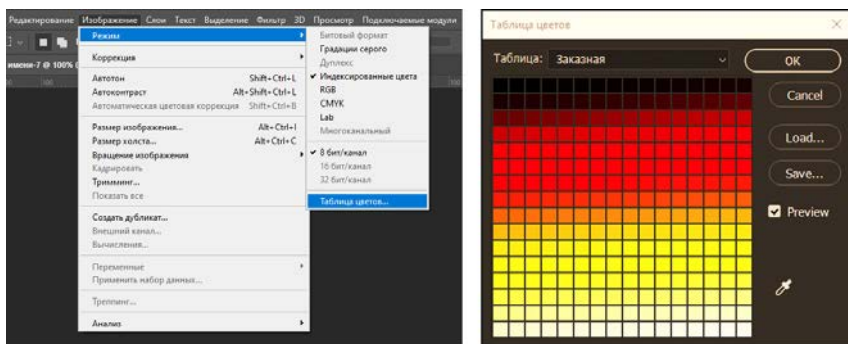 Редактирование Изображение Слои Текст Выделение Фильтр 3D Просмотр Подключаемые модули
Режим
Коррекция
Автотон Shift+Ctrl+L
Автоконтраст Alt+Shift+Ctrl+L
Автоматическая цветовая коррекция Shift+Ctrl+B
Размер изображения... Alt+Ctrl+I
Размер холста... Alt+Ctrl+C
Вращение изображения
Кадрировать
Тримминг...
Показать все
Создать дубликат...
Внешний канал...
Вычисления...
Переменные
Применить набор данных...
Треппинг...
Анализ
Битовый формат
Градации серого
Дуплекс
Индексированные цвета
RGB
CMYK
Lab
Многоканальный
8 бит/канал
16 бит/канал
32 бит/канал
Таблица цветов...
имени-7 @ 100%
Таблица цветов
Таблица: Заказная
OK
Cancel
Load...
Save...
Preview